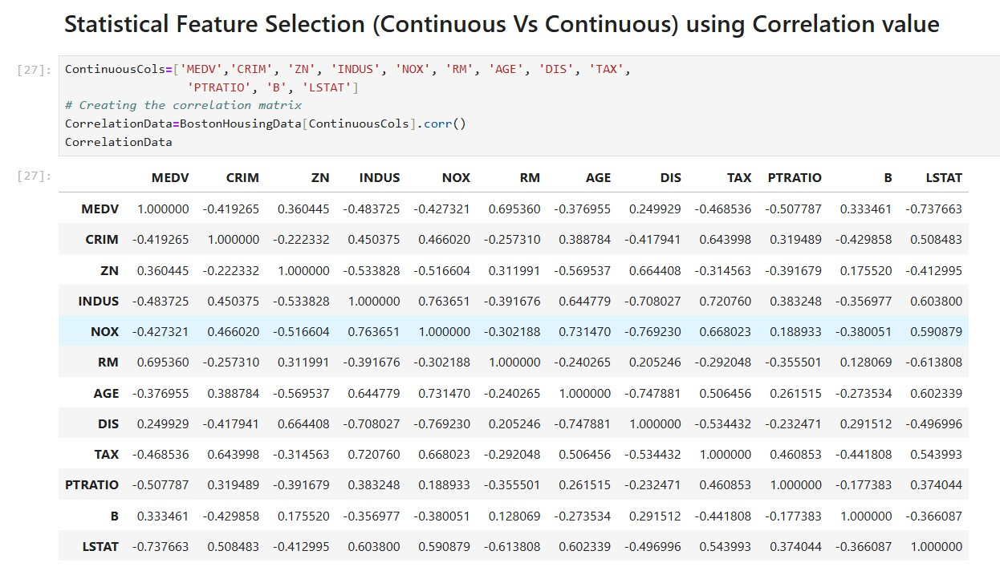 Statistical Feature Selection (Continuous Vs Continuous) using Correlation value
[27]: ContinuousCols=['MEDV','CRIM', 'ZN', 'INDUS', 'NOX', 'RM', 'AGE', 'DIS', 'TAX',
'PTRATIO', 'B', 'LSTAT']
# Creating the correlation matrix
CorrelationData=BostonHousingData[ContinuousCols].corr()
CorrelationData
[27]: MEDV CRIM ZN INDUS NOX RM AGE DIS TAX PTRATIO B LSTAT
MEDV 1.000000 -0.419265 0.360445 -0.483725 -0.427321 0.695360 -0.376955 0.249929 -0.468536 -0.507787 0.333461 -0.737663
CRIM -0.419265 1.000000 -0.222332 0.450375 0.466020 -0.257310 0.388784 -0.417941 0.643998 0.319489 -0.429858 0.508483
ZN 0.360445 -0.222332 1.000000 -0.533828 -0.516604 0.311991 -0.569537 0.664408 -0.314563 -0.391679 0.175520 -0.412995
INDUS -0.483725 0.450375 -0.533828 1.000000 0.763651 -0.391676 0.644779 -0.708027 0.720760 0.383248 -0.356977 0.603800
NOX -0.427321 0.466020 -0.516604 0.763651 1.000000 -0.302188 0.731470 -0.769230 0.668023 0.188933 -0.380051 0.590879
RM 0.695360 -0.257310 0.311991 -0.391676 -0.302188 1.000000 -0.240265 0.205246 -0.292048 -0.355501 0.128069 -0.613808
AGE -0.376955 0.388784 -0.569537 0.644779 0.731470 -0.240265 1.000000 -0.747881 0.506456 0.261515 -0.273534 0.602339
DIS 0.249929 -0.417941 0.664408 -0.708027 -0.769230 0.205246 -0.747881 1.000000 -0.534432 -0.232471 0.291512 -0.496996
TAX -0.468536 0.643998 -0.314563 0.720760 0.668023 -0.292048 0.506456 -0.534432 1.000000 0.460853 -0.441808 0.543993
PTRATIO -0.507787 0.319489 -0.391679 0.383248 0.188933 -0.355501 0.261515 -0.232471 0.460853 1.000000 -0.177383 0.374044
B 0.333461 -0.429858 0.175520 -0.356977 -0.380051 0.128069 -0.273534 0.291512 -0.441808 -0.177383 1.000000 -0.366087
LSTAT -0.737663 0.508483 -0.412995 0.603800 0.590879 -0.613808 0.602339 -0.496996 0.543993 0.374044 -0.366087 1.000000